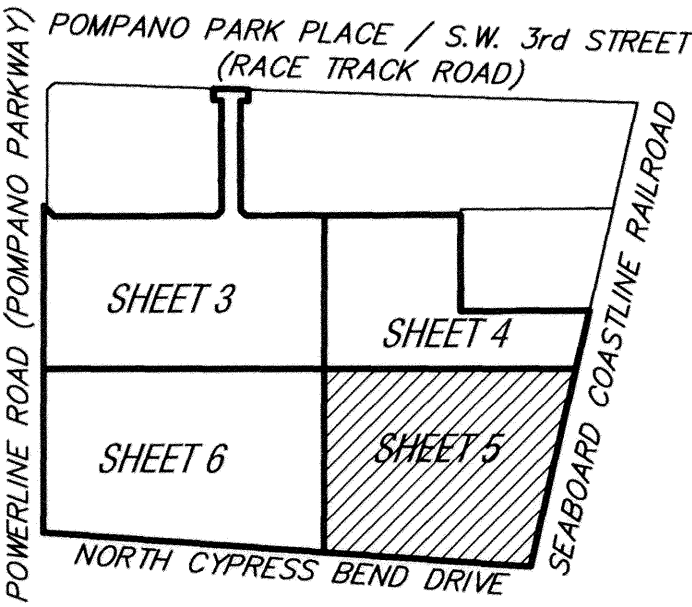 POMPANO PARK PLACE / S.W. 3rd STREET
(RACE TRACK ROAD)
POWERLINE ROAD (POMPANO PARKWAY)
SEABOARD COASTLINE RAILROAD
SHEET 3
SHEET 4
SHEET 6
SHEET 5
NORTH CYPRESS BEND DRIVE